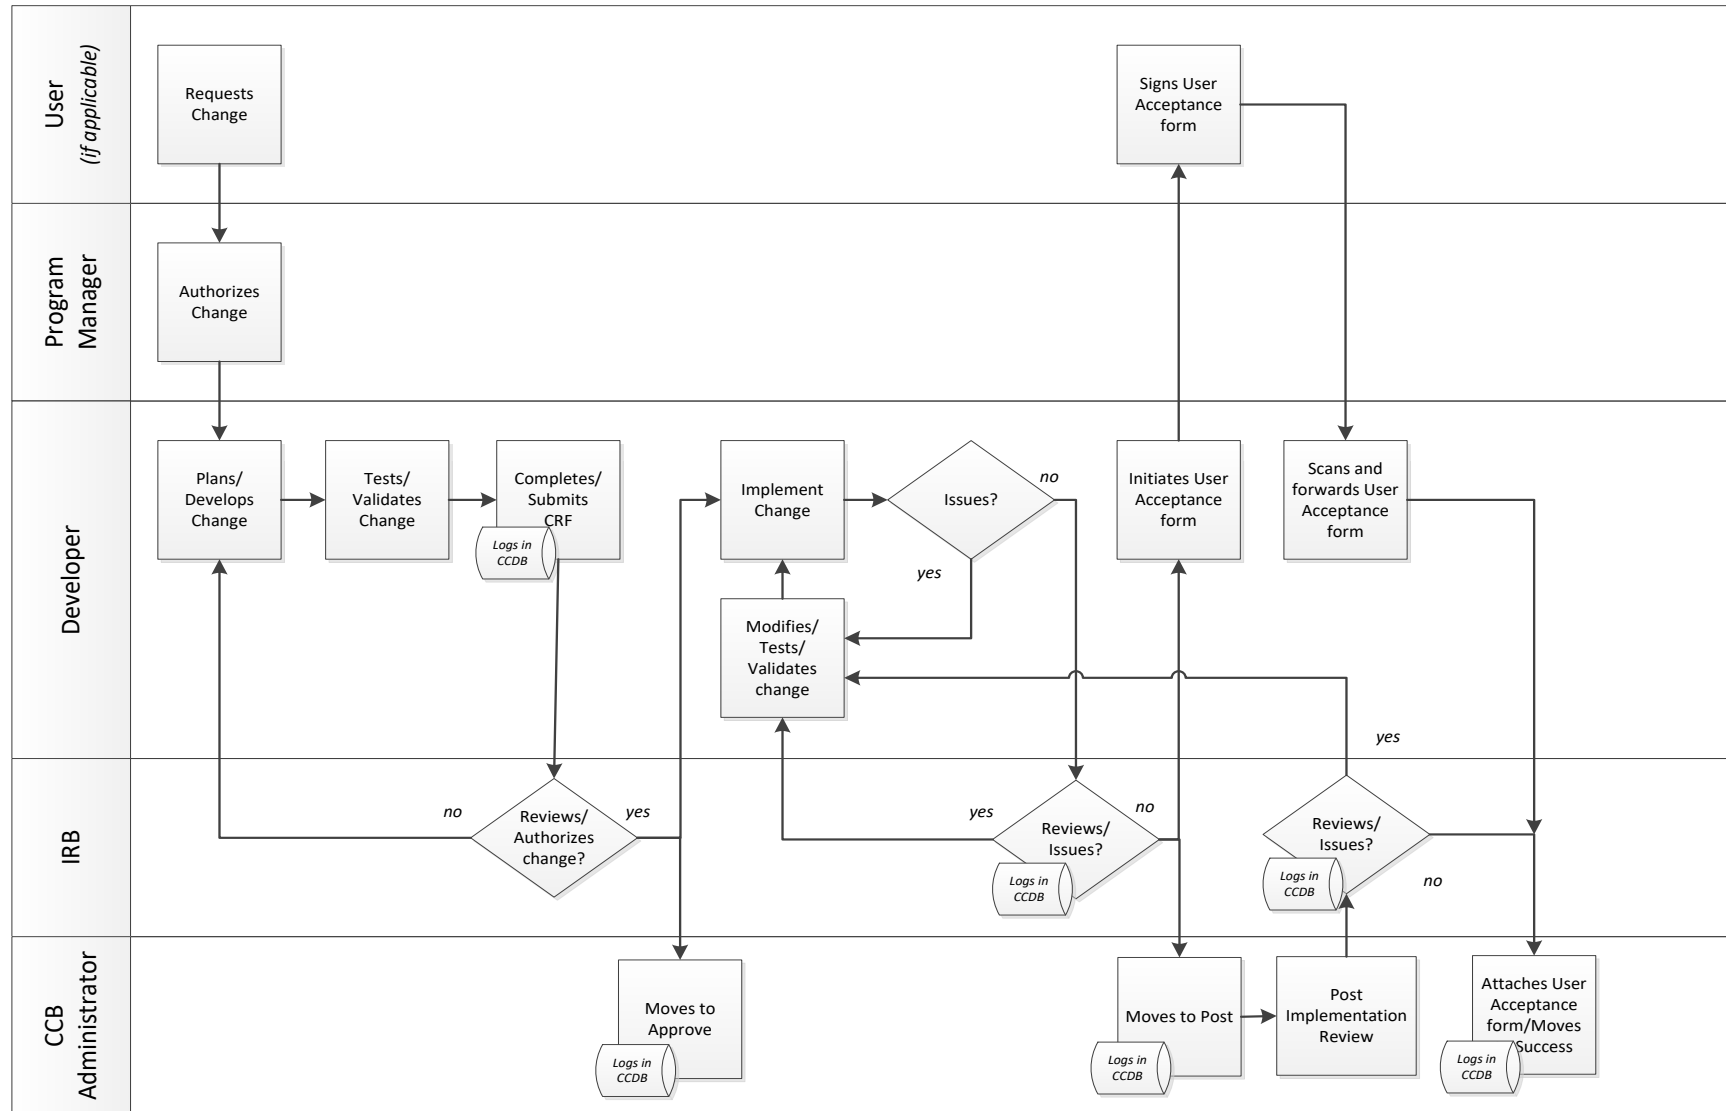 User
(if applicable)
Requests
Change
Signs User
Acceptance
form
Program
Manager
Authorizes
Change
Developer
Plans/
Develops
Change
Tests/
Validates
Change
Completes/
Submits
CRF
Logs in
CCDB
Implement
Change
Issues?
no
yes
Initiates User
Acceptance
form
Scans and
forwards User
Acceptance
form
Modifies/
Tests/
Validates
change
yes
IRB
no
Reviews/
Authorizes
change?
yes
yes
Reviews/
Issues?
no
Logs in
CCDB
Reviews/
Issues?
Logs in
CCDB
no
CCB
Administrator
Moves to
Approve
Logs in
CCDB
Moves to Post
Logs in
CCDB
Post
Implementation
Review
Attaches User
Acceptance
form/Moves
Success
Logs in
CCDB